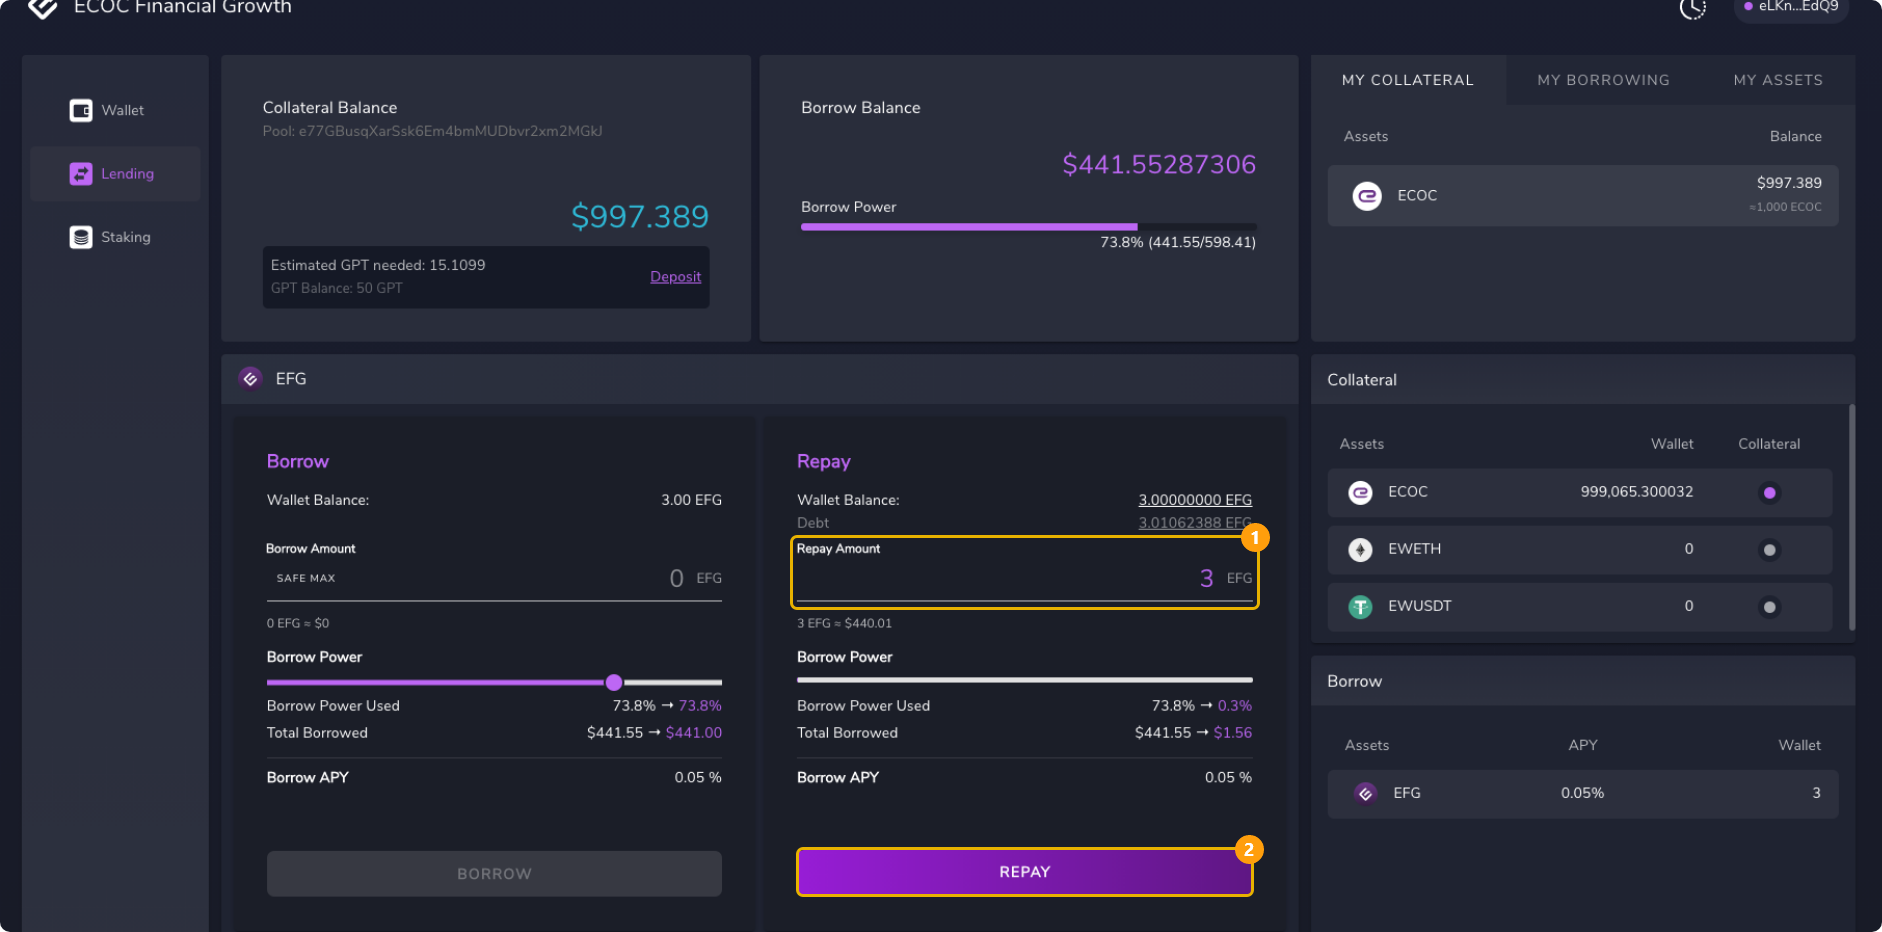 ECOC Financial Growth
eLKn...EdQ9
Wallet
Lending
Staking
Collateral Balance
Pool: e77GBusqXarSsk6Em4bmMUDbvr2xm2MGkJ
$997.389
Estimated GPT needed: 15.1099
GPT Balance: 50 GPT
Deposit
Borrow Balance
$441.55287306
Borrow Power
73.8% (441.55/598.41)
MY COLLATERAL
MY BORROWING
MY ASSETS
Assets Balance
ECOC $997.389
≈1,000 ECOC
EFG
Borrow
Wallet Balance: 3.00 EFG
Borrow Amount
SAFE MAX 0 EFG
0 EFG ≈ $0
Borrow Power
Borrow Power Used 73.8% → 73.8%
Total Borrowed $441.55 → $441.00
Borrow APY 0.05 %
BORROW
Repay
Wallet Balance: 3.00000000 EFG
Debt 3.01062388 EFG
1
Repay Amount
3 EFG
3 EFG ≈ $440.01
Borrow Power
Borrow Power Used 73.8% → 0.3%
Total Borrowed $441.55 → $1.56
Borrow APY 0.05 %
2
REPAY
Collateral
Assets Wallet Collateral
ECOC 999,065.300032
EWETH 0
EWUSDT 0
Borrow
Assets APY Wallet
EFG 0.05% 3